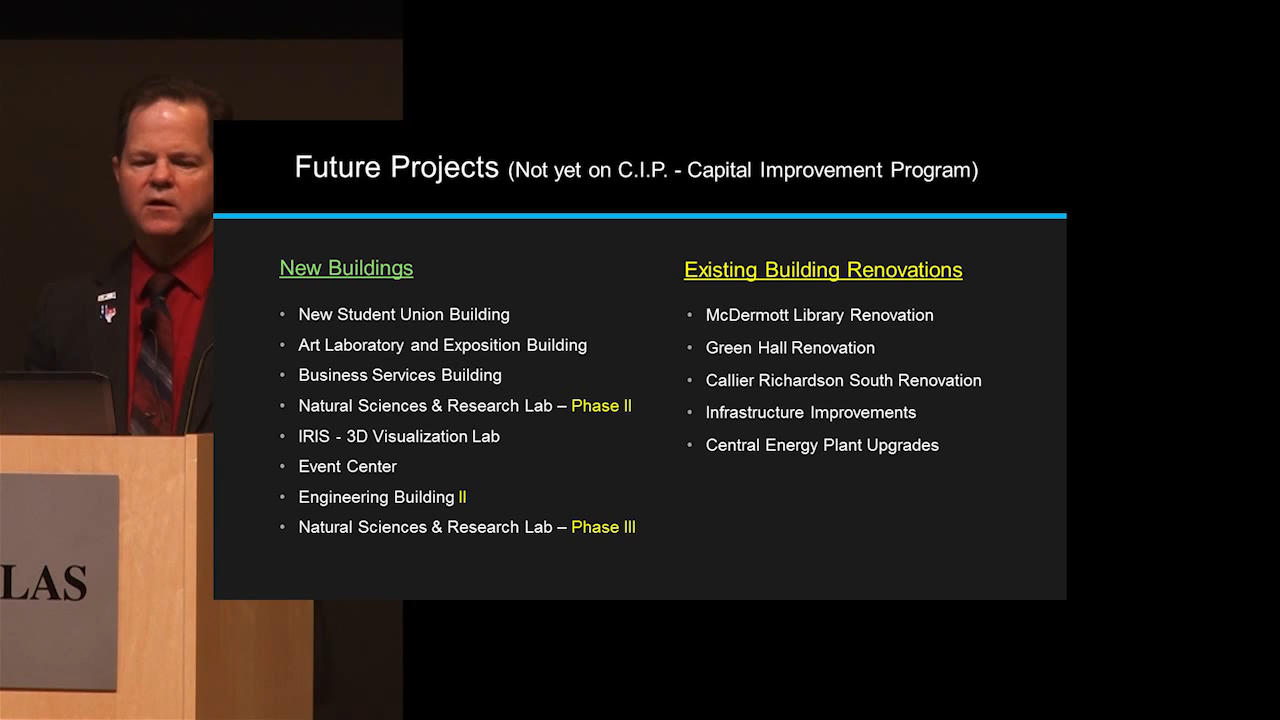 Future Projects (Not yet on C.I.P. - Capital Improvement Program)
New Buildings
• New Student Union Building
• Art Laboratory and Exposition Building
• Business Services Building
• Natural Sciences & Research Lab – Phase II
• IRIS - 3D Visualization Lab
• Event Center
• Engineering Building II
• Natural Sciences & Research Lab – Phase III
Existing Building Renovations
• McDermott Library Renovation
• Green Hall Renovation
• Callier Richardson South Renovation
• Infrastructure Improvements
• Central Energy Plant Upgrades
LAS